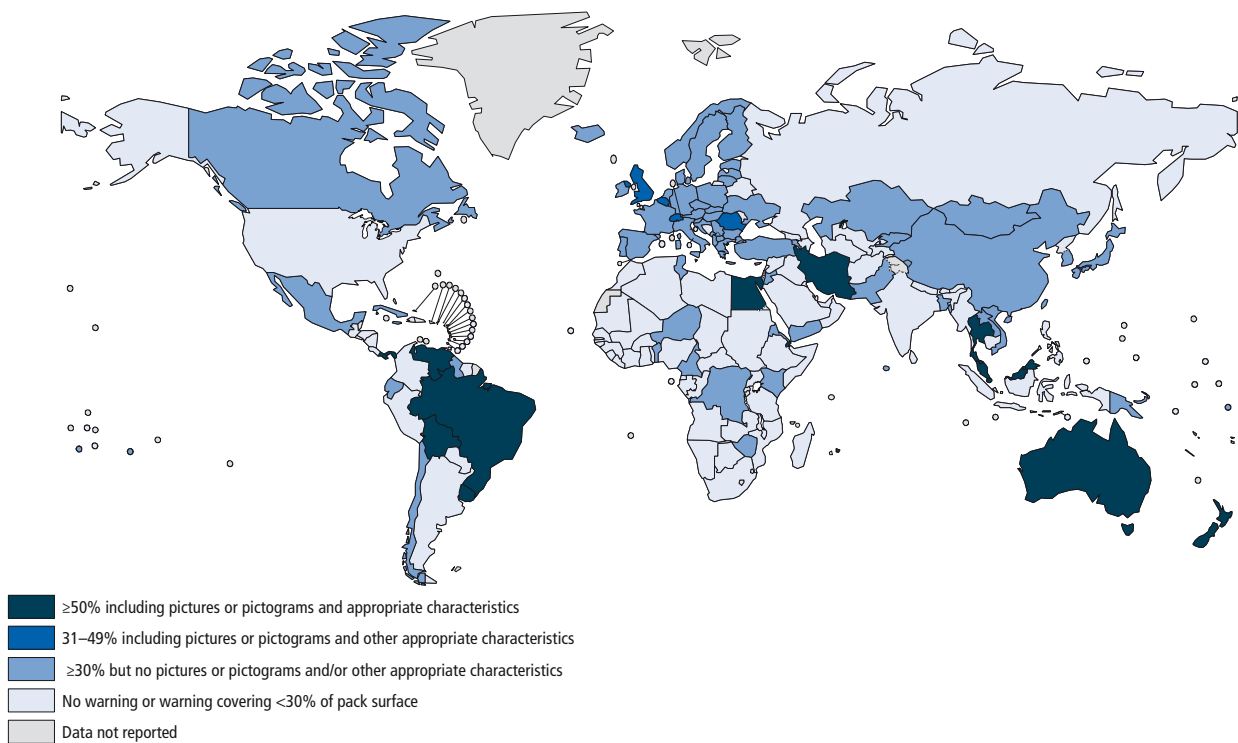 ≥50% including pictures or pictograms and appropriate characteristics
31–49% including pictures or pictograms and other appropriate characteristics
≥30% but no pictures or pictograms and/or other appropriate characteristics
No warning or warning covering <30% of pack surface
Data not reported